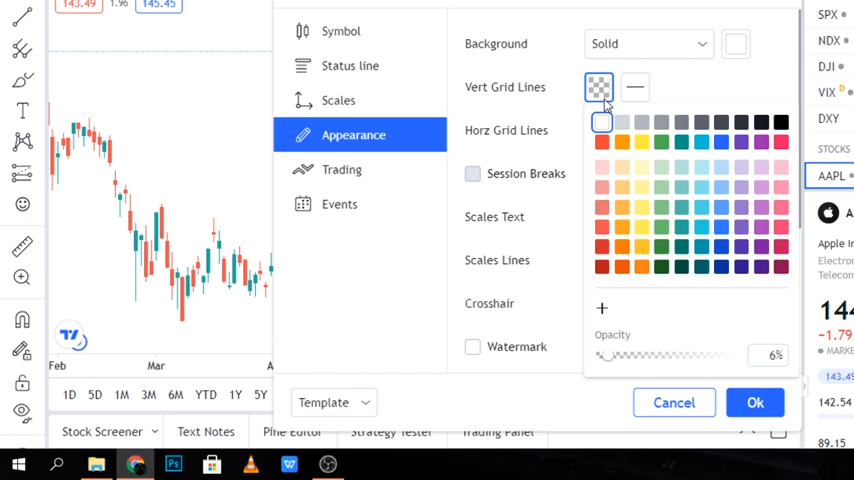 143.49 1.96 145.45
Symbol
Status line
Scales
Appearance
Trading
Events
Background
Solid
Vert Grid Lines
Horz Grid Lines
Session Breaks
Scales Text
Scales Lines
Crosshair
Watermark
Opacity
6%
Template
Cancel
Ok
Feb Mar A
1D 5D 1M 3M 6M YTD 1Y 5Y
Stock Screener Text Notes Pine Editor Strategy Tester Trading Panel
SPX
NDX
DJI
VIX D
DXY
STOCKS
AAPL
A
Apple In
Electron
Telecom
144
−1.79
MARKE
143.49
142.54
89.15